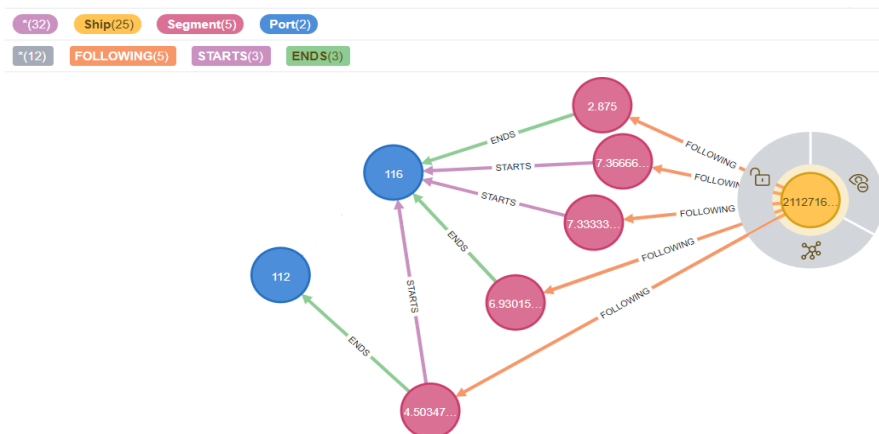 *(32) Ship(25) Segment(5) Port(2)
*(12) FOLLOWING(5) STARTS(3) ENDS(3)
2.875
ENDS
FOLLOWING
116
STARTS
7.36666...
FOLLOWIN
2112716...
STARTS
7.33333...
FOLLOWING
ENDS
FOLLOWING
112
STARTS
6.93015...
FOLLOWING
ENDS
4.50347...